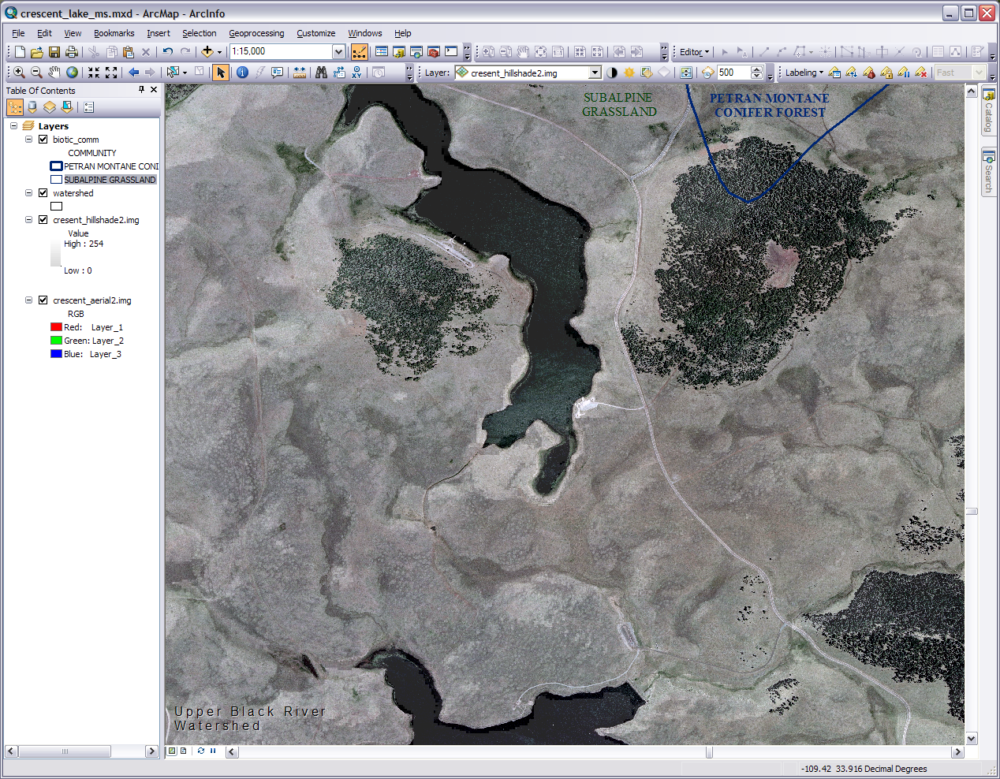 crescent_lake_ms.mxd - ArcMap - ArcInfo
File Edit View Bookmarks Insert Selection Geoprocessing Customize Windows Help
1:15,000
Editor
Layer: cresent_hillshade2.img
500
Labeling
Fast
Table Of Contents
Layers
biotic_comm
COMMUNITY
PETRAN MONTANE CONI
SUBALPINE GRASSLAND
watershed
cresent_hillshade2.img
Value
High : 254
Low : 0
crescent_aerial2.img
RGB
Red: Layer_1
Green: Layer_2
Blue: Layer_3
SUBALPINE
GRASSLAND
PETRAN MONTANE
CONIFER FOREST
Upper Black River
Watershed
Catalog
Search
-109.42 33.916 Decimal Degrees